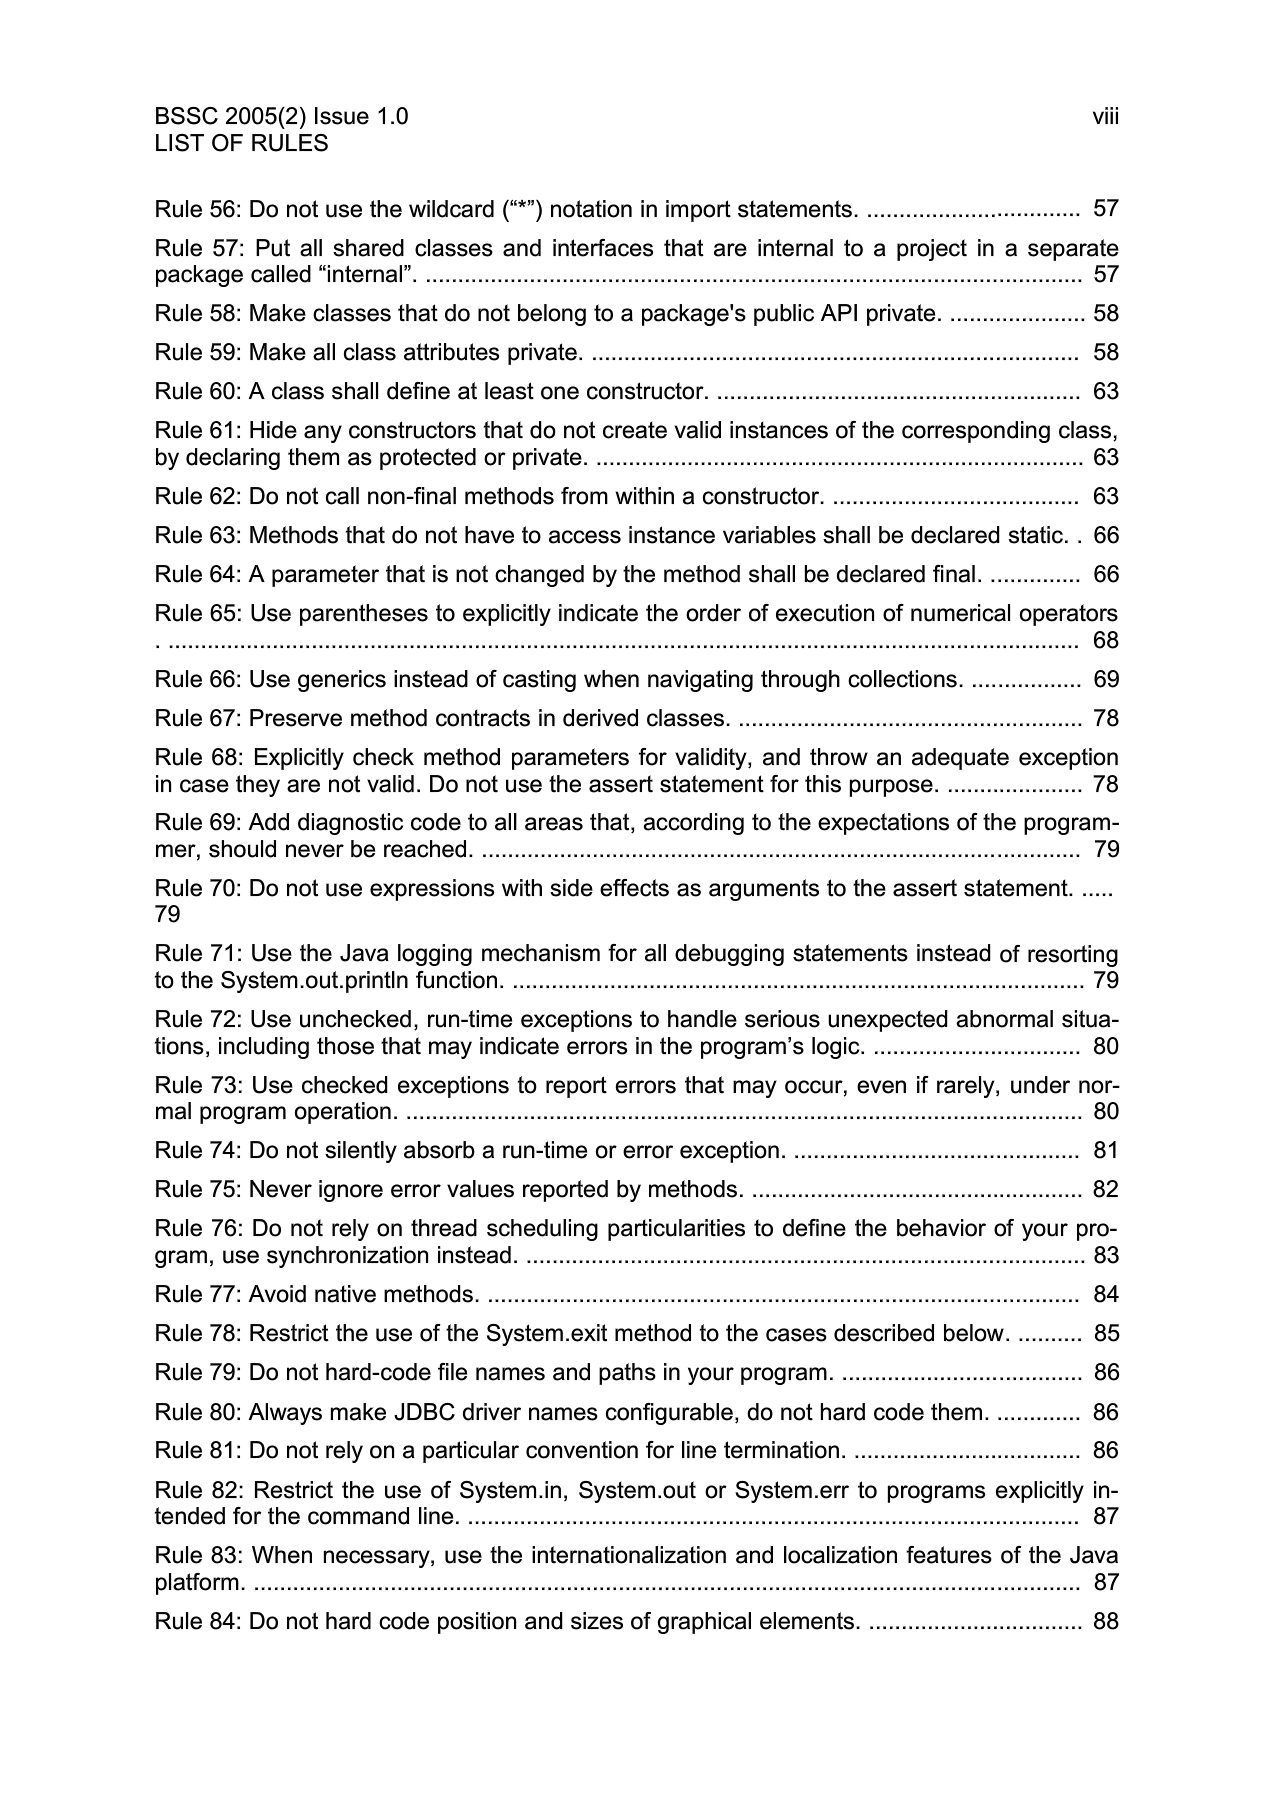 BSSC 2005(2) Issue 1.0 viii
LIST OF RULES
Rule 56: Do not use the wildcard (“*”) notation in import statements. ................................. 57
Rule 57: Put all shared classes and interfaces that are internal to a project in a separate
package called “internal”. ..................................................................................................... 57
Rule 58: Make classes that do not belong to a package's public API private. ..................... 58
Rule 59: Make all class attributes private. ........................................................................... 58
Rule 60: A class shall define at least one constructor. ........................................................ 63
Rule 61: Hide any constructors that do not create valid instances of the corresponding class,
by declaring them as protected or private. ........................................................................... 63
Rule 62: Do not call non-final methods from within a constructor. ...................................... 63
Rule 63: Methods that do not have to access instance variables shall be declared static. . 66
Rule 64: A parameter that is not changed by the method shall be declared final. .............. 66
Rule 65: Use parentheses to explicitly indicate the order of execution of numerical operators
. ............................................................................................................................................ 68
Rule 66: Use generics instead of casting when navigating through collections. ................. 69
Rule 67: Preserve method contracts in derived classes. ..................................................... 78
Rule 68: Explicitly check method parameters for validity, and throw an adequate exception
in case they are not valid. Do not use the assert statement for this purpose. ..................... 78
Rule 69: Add diagnostic code to all areas that, according to the expectations of the program-
mer, should never be reached. ............................................................................................ 79
Rule 70: Do not use expressions with side effects as arguments to the assert statement. .....
79
Rule 71: Use the Java logging mechanism for all debugging statements instead of resorting
to the System.out.println function. ........................................................................................ 79
Rule 72: Use unchecked, run-time exceptions to handle serious unexpected abnormal situa-
tions, including those that may indicate errors in the program’s logic. ................................ 80
Rule 73: Use checked exceptions to report errors that may occur, even if rarely, under nor-
mal program operation. ........................................................................................................ 80
Rule 74: Do not silently absorb a run-time or error exception. ............................................ 81
Rule 75: Never ignore error values reported by methods. ................................................... 82
Rule 76: Do not rely on thread scheduling particularities to define the behavior of your pro-
gram, use synchronization instead. ...................................................................................... 83
Rule 77: Avoid native methods. ........................................................................................... 84
Rule 78: Restrict the use of the System.exit method to the cases described below. .......... 85
Rule 79: Do not hard-code file names and paths in your program. ..................................... 86
Rule 80: Always make JDBC driver names configurable, do not hard code them. ............. 86
Rule 81: Do not rely on a particular convention for line termination. ................................... 86
Rule 82: Restrict the use of System.in, System.out or System.err to programs explicitly in-
tended for the command line. .............................................................................................. 87
Rule 83: When necessary, use the internationalization and localization features of the Java
platform. ............................................................................................................................... 87
Rule 84: Do not hard code position and sizes of graphical elements. ................................. 88